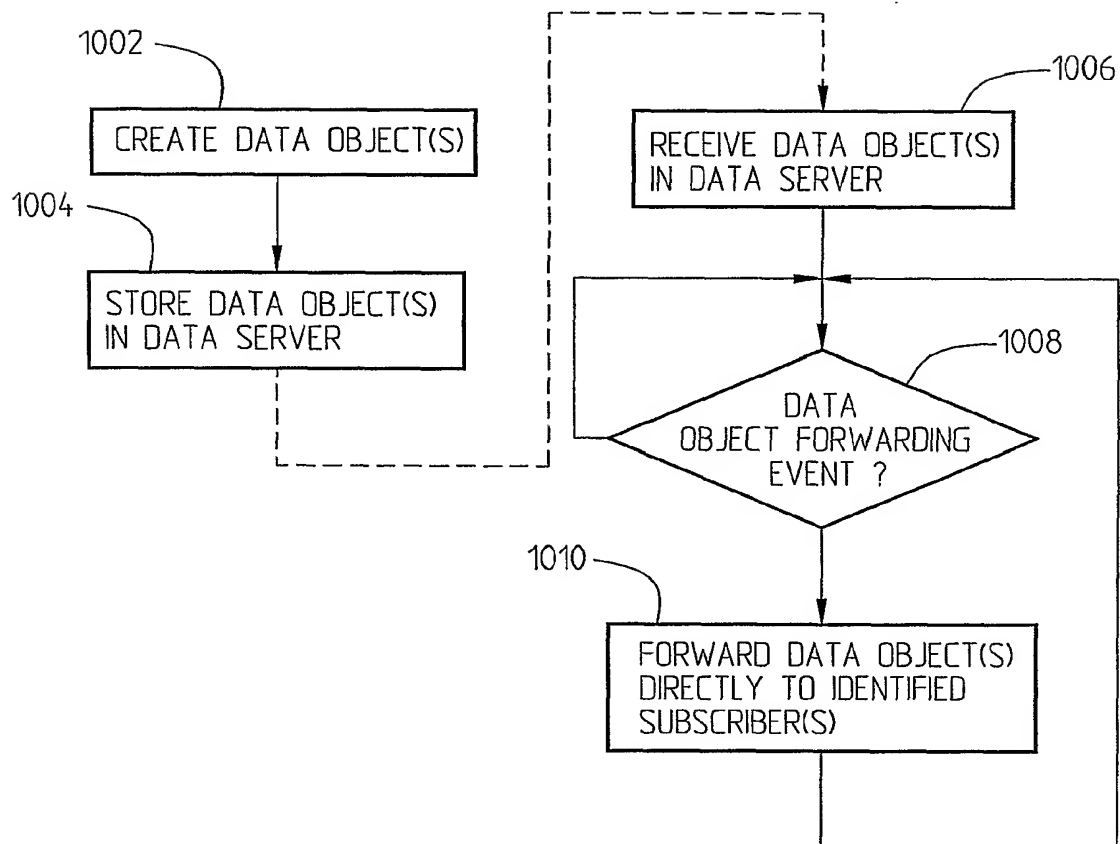 1002
CREATE DATA OBJECT(S)
1004
STORE DATA OBJECT(S)
IN DATA SERVER
1006
RECEIVE DATA OBJECT(S)
IN DATA SERVER
1008
DATA
OBJECT FORWARDING
EVENT ?
1010
FORWARD DATA OBJECT(S)
DIRECTLY TO IDENTIFIED
SUBSCRIBER(S)